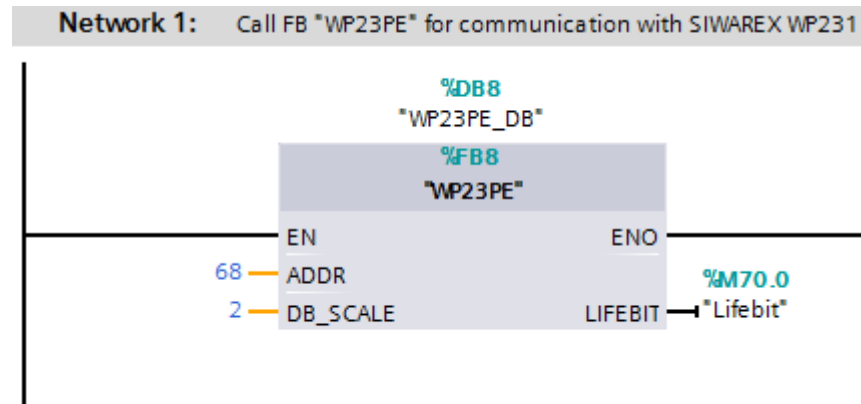 Network 1: Call FB "WP23PE" for communication with SIWAREX WP231
%DB8
"WP23PE_DB"
%FB8
"WP23PE"
EN ENO
68 ADDR %M70.0
2 DB_SCALE LIFEBIT "Lifebit"